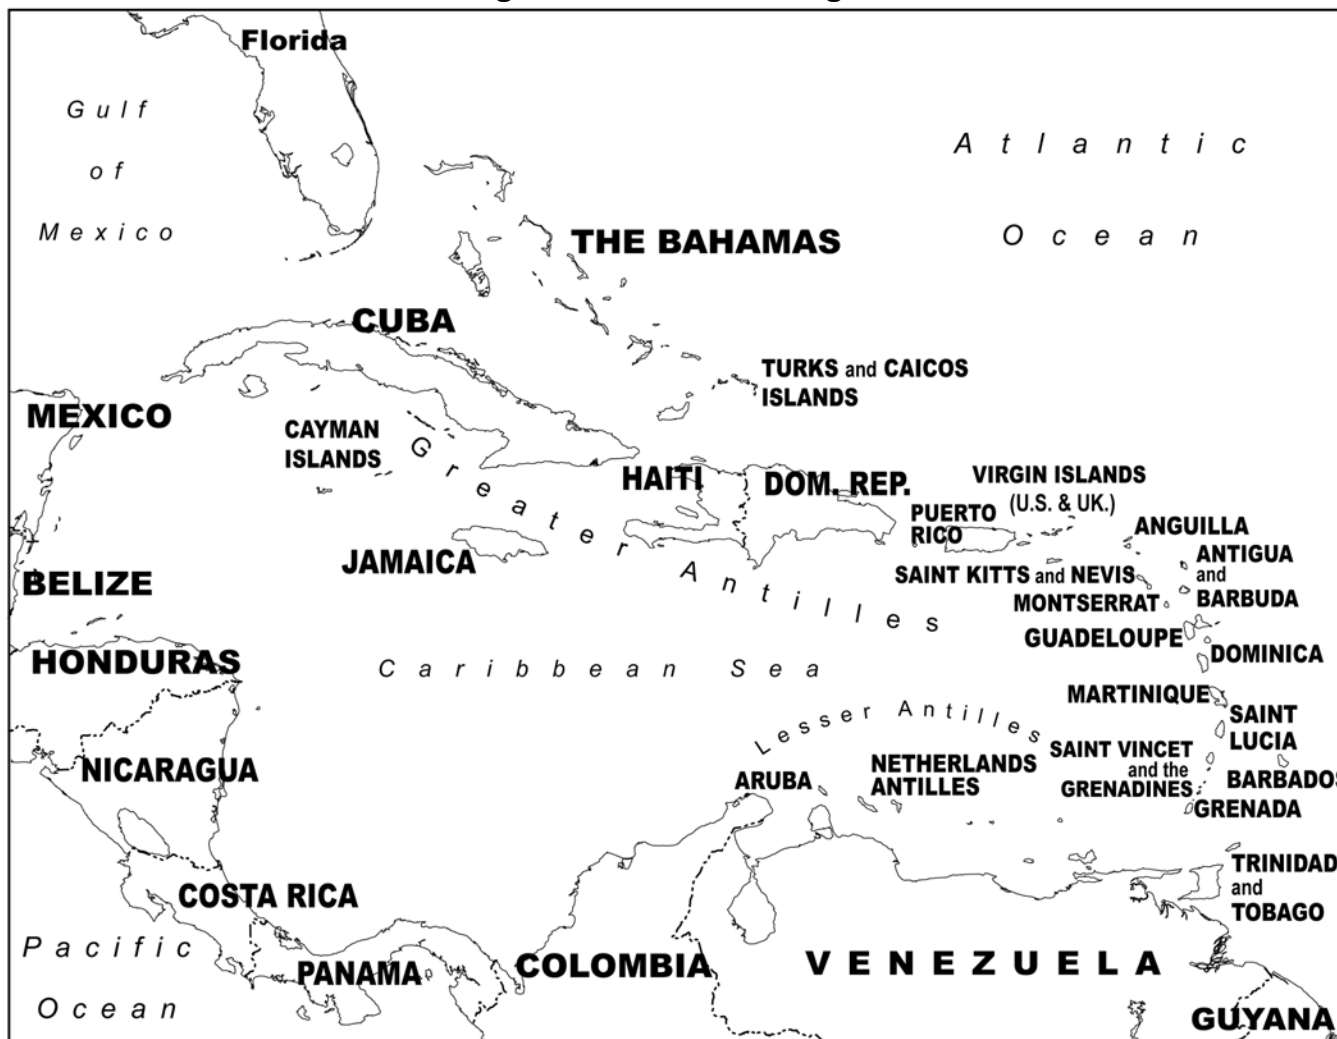 Florida
Gulf
of
Mexico
Atlantic
Ocean
THE BAHAMAS
CUBA
TURKS and CAICOS
ISLANDS
MEXICO
CAYMAN
ISLANDS
Greater Antilles
HAITI
DOM. REP.
VIRGIN ISLANDS
(U.S. & UK.)
PUERTO
RICO
ANGUILLA
JAMAICA
ANTIGUA
and
BARBUDA
SAINT KITTS and NEVIS
BELIZE
MONTSERRAT
GUADELOUPE
DOMINICA
HONDURAS
Caribbean Sea
MARTINIQUE
SAINT
LUCIA
Lesser Antilles
SAINT VINCET
and the
GRENADINES
NETHERLANDS
ANTILLES
NICARAGUA
ARUBA
BARBADOS
GRENADA
TRINIDAD
and
TOBAGO
COSTA RICA
Pacific
Ocean
PANAMA
COLOMBIA
VENEZUELA
GUYANA